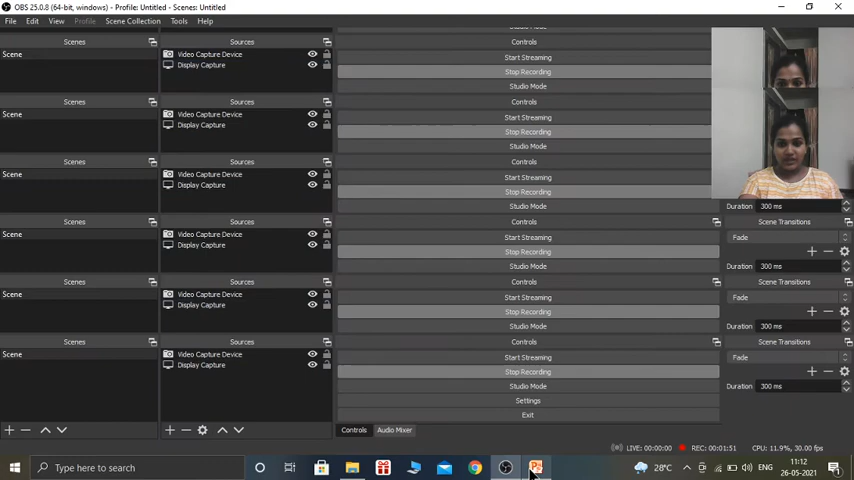 OBS 25.0.8 (64-bit, windows) - Profile: Untitled - Scenes: Untitled
File Edit View Profile Scene Collection Tools Help
Scenes Sources Controls
Scene Video Capture Device Start Streaming
Display Capture Stop Recording
Studio Mode
Scenes Sources Controls
Scene Video Capture Device Start Streaming
Display Capture Stop Recording
Studio Mode
Scenes Sources Controls
Scene Video Capture Device Start Streaming
Display Capture Stop Recording
Studio Mode Duration 300 ms
Scenes Sources Controls Scene Transitions
Scene Video Capture Device Start Streaming Fade
Display Capture Stop Recording
Studio Mode Duration 300 ms
Scenes Sources Controls Scene Transitions
Scene Video Capture Device Start Streaming Fade
Display Capture Stop Recording
Studio Mode Duration 300 ms
Scenes Sources Controls Scene Transitions
Scene Video Capture Device Start Streaming Fade
Display Capture Stop Recording
Studio Mode Duration 300 ms
Settings
Exit
Controls Audio Mixer
LIVE: 00:00:00 REC: 00:01:51 CPU: 11.9%, 30.00 fps
Type here to search 28°C ENG 11:12
26-05-2021